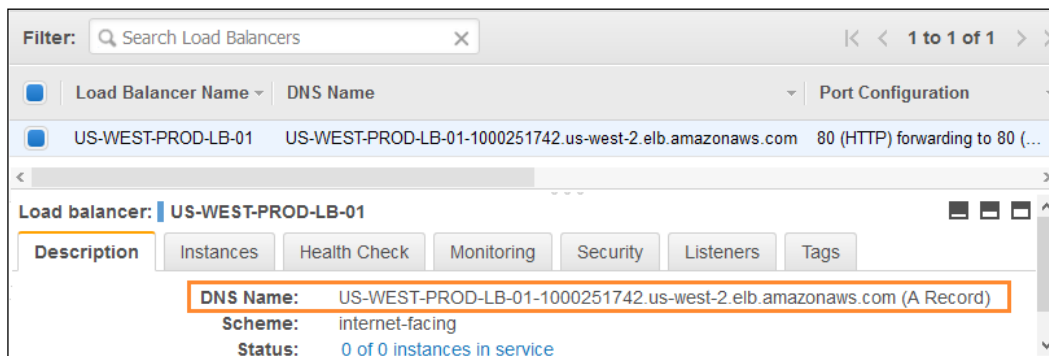 Filter: Search Load Balancers 1 to 1 of 1
Load Balancer Name DNS Name Port Configuration
US-WEST-PROD-LB-01 US-WEST-PROD-LB-01-1000251742.us-west-2.elb.amazonaws.com 80 (HTTP) forwarding to 80 (...
Load balancer: US-WEST-PROD-LB-01
Description Instances Health Check Monitoring Security Listeners Tags
DNS Name: US-WEST-PROD-LB-01-1000251742.us-west-2.elb.amazonaws.com (A Record)
Scheme: internet-facing
Status: 0 of 0 instances in service